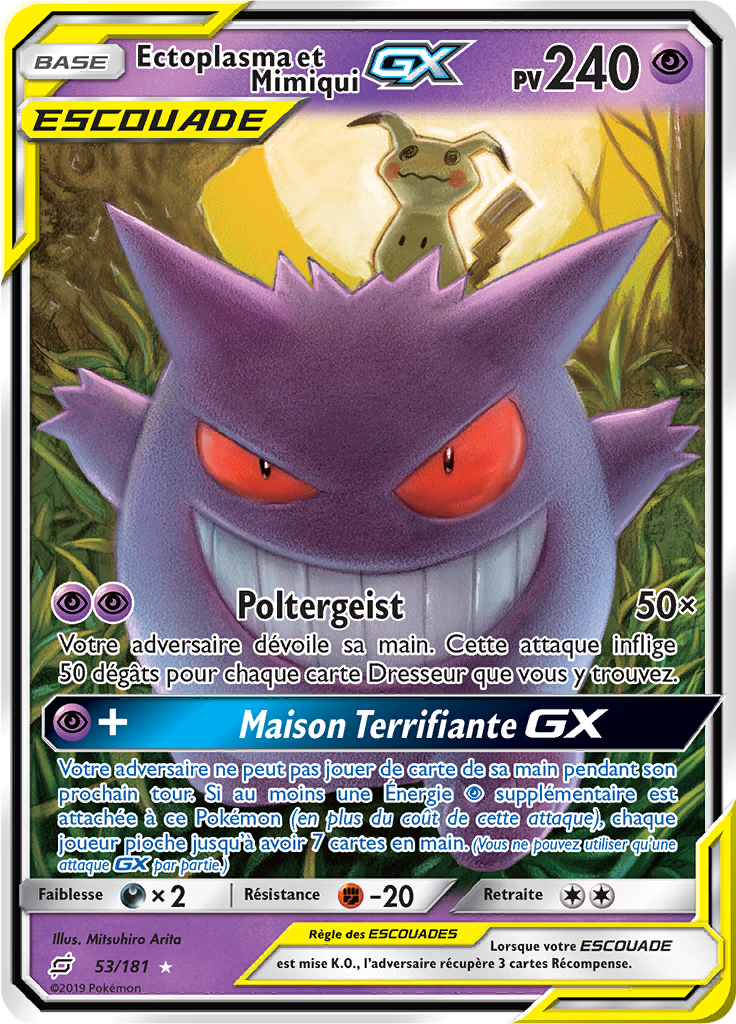 BASE
Ectoplasma et
Mimiqui GX
PV 240
ESCOUADE
Poltergeist 50×
Votre adversaire dévoile sa main. Cette attaque inflige
50 dégâts pour chaque carte Dresseur que vous y trouvez.
+ Maison Terrifiante GX
Votre adversaire ne peut pas jouer de carte de sa main pendant son
prochain tour. Si au moins une Énergie supplémentaire est
attachée à ce Pokémon (en plus du coût de cette attaque), chaque
joueur pioche jusqu'à avoir 7 cartes en main. (Vous ne pouvez utiliser qu'une
attaque GX par partie.)
Faiblesse ×2 Résistance -20 Retraite
Illus. Mitsuhiro Arita
53/181
©2019 Pokémon
Règle des ESCOUADES
Lorsque votre ESCOUADE
est mise K.O., l'adversaire récupère 3 cartes Récompense.